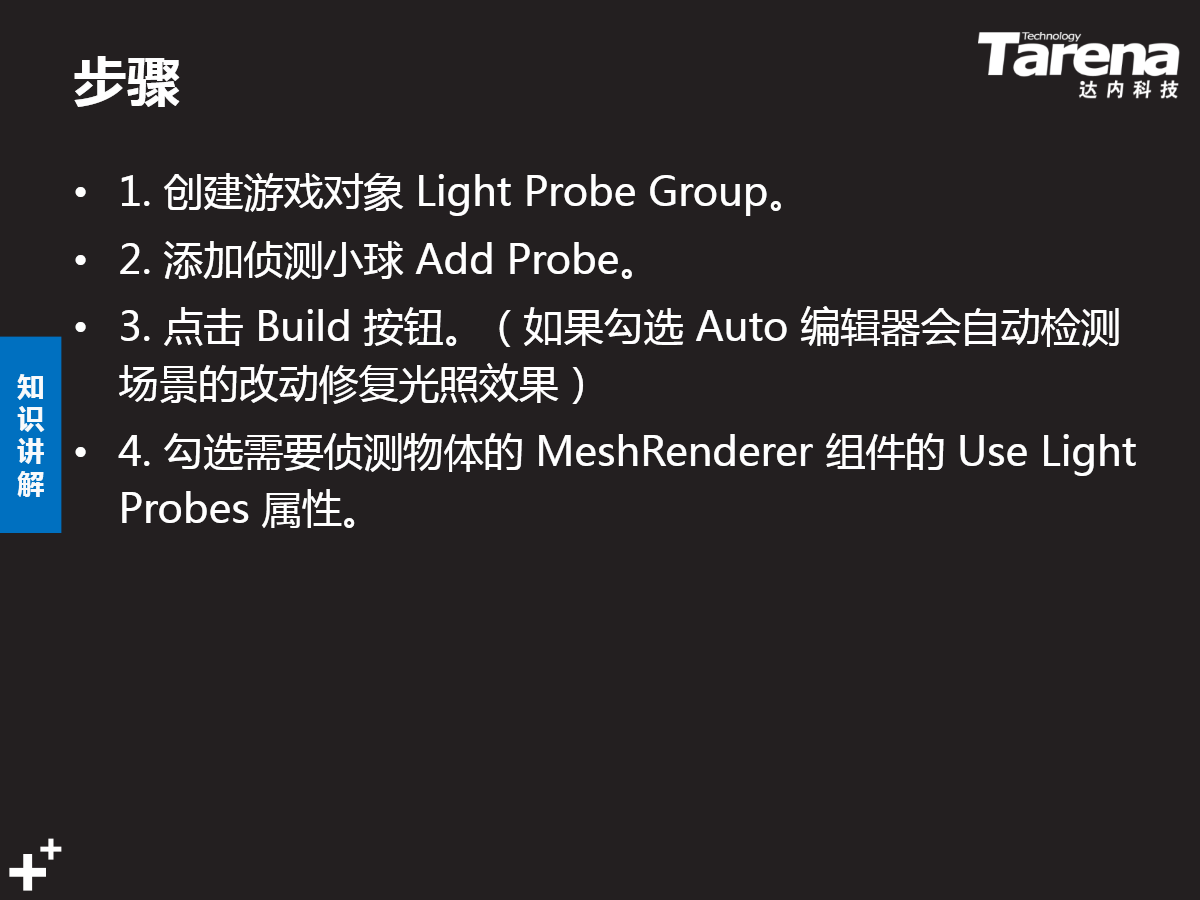 步骤
Technology
Tarena
达内科技
• 1. 创建游戏对象 Light Probe Group。
• 2. 添加侦测小球 Add Probe。
• 3. 点击 Build 按钮。（如果勾选 Auto 编辑器会自动检测
场景的改动修复光照效果）
• 4. 勾选需要侦测物体的 MeshRenderer 组件的 Use Light
Probes 属性。
知
识
讲
解